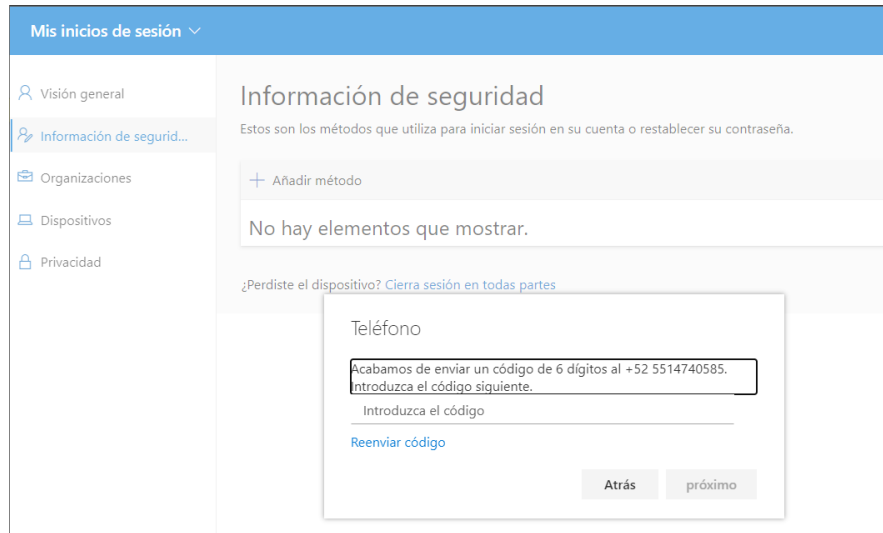 Mis inicios de sesión
Visión general
Información de segurid...
Organizaciones
Dispositivos
Privacidad
Información de seguridad
Estos son los métodos que utiliza para iniciar sesión en su cuenta o restablecer su contraseña.
Añadir método
No hay elementos que mostrar.
¿Perdiste el dispositivo? Cierra sesión en todas partes
Teléfono
Acabamos de enviar un código de 6 dígitos al +52 5514740585.
Introduzca el código siguiente.
Introduzca el código
Reenviar código
Atrás próximo